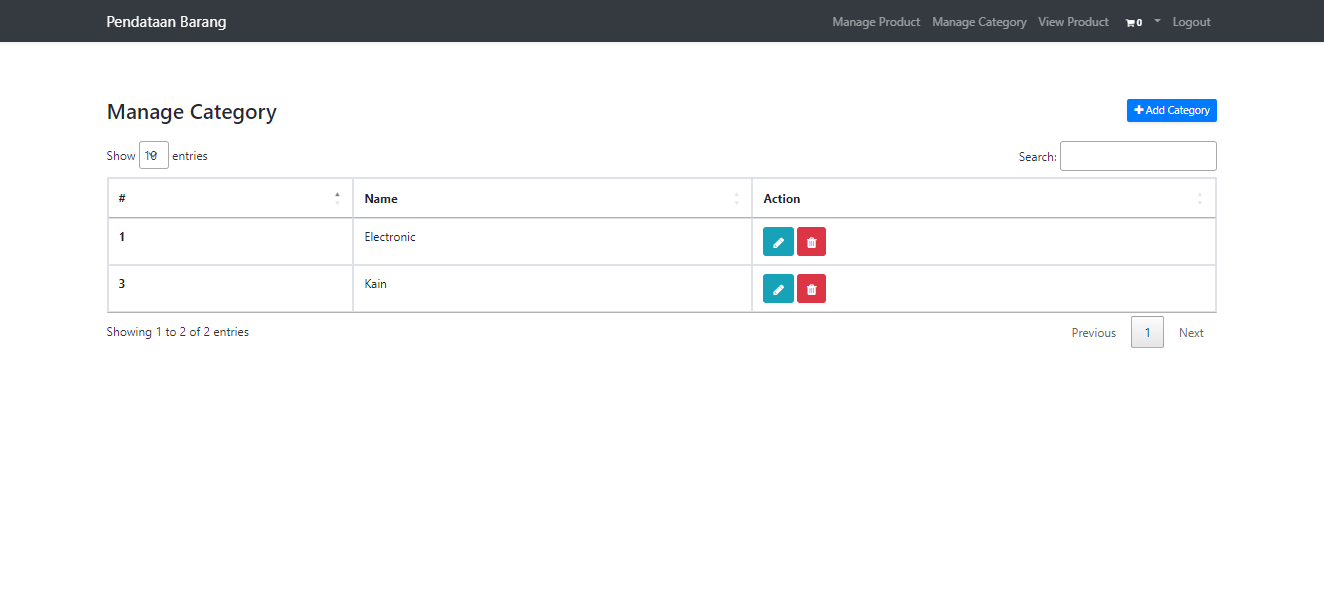 Pendataan Barang Manage Product Manage Category View Product 0 Logout
Manage Category Add Category
Show 10 entries Search:
# Name Action
1 Electronic
3 Kain
Showing 1 to 2 of 2 entries Previous 1 Next